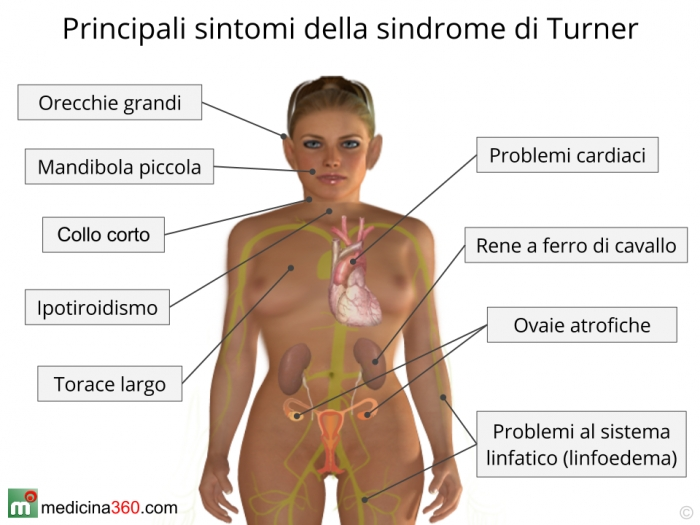 Principali sintomi della sindrome di Turner
Orecchie grandi
Mandibola piccola
Collo corto
Ipotiroidismo
Torace largo
Problemi cardiaci
Rene a ferro di cavallo
Ovaie atrofiche
Problemi al sistema
linfatico (linfoedema)
m
medicina360.com
©